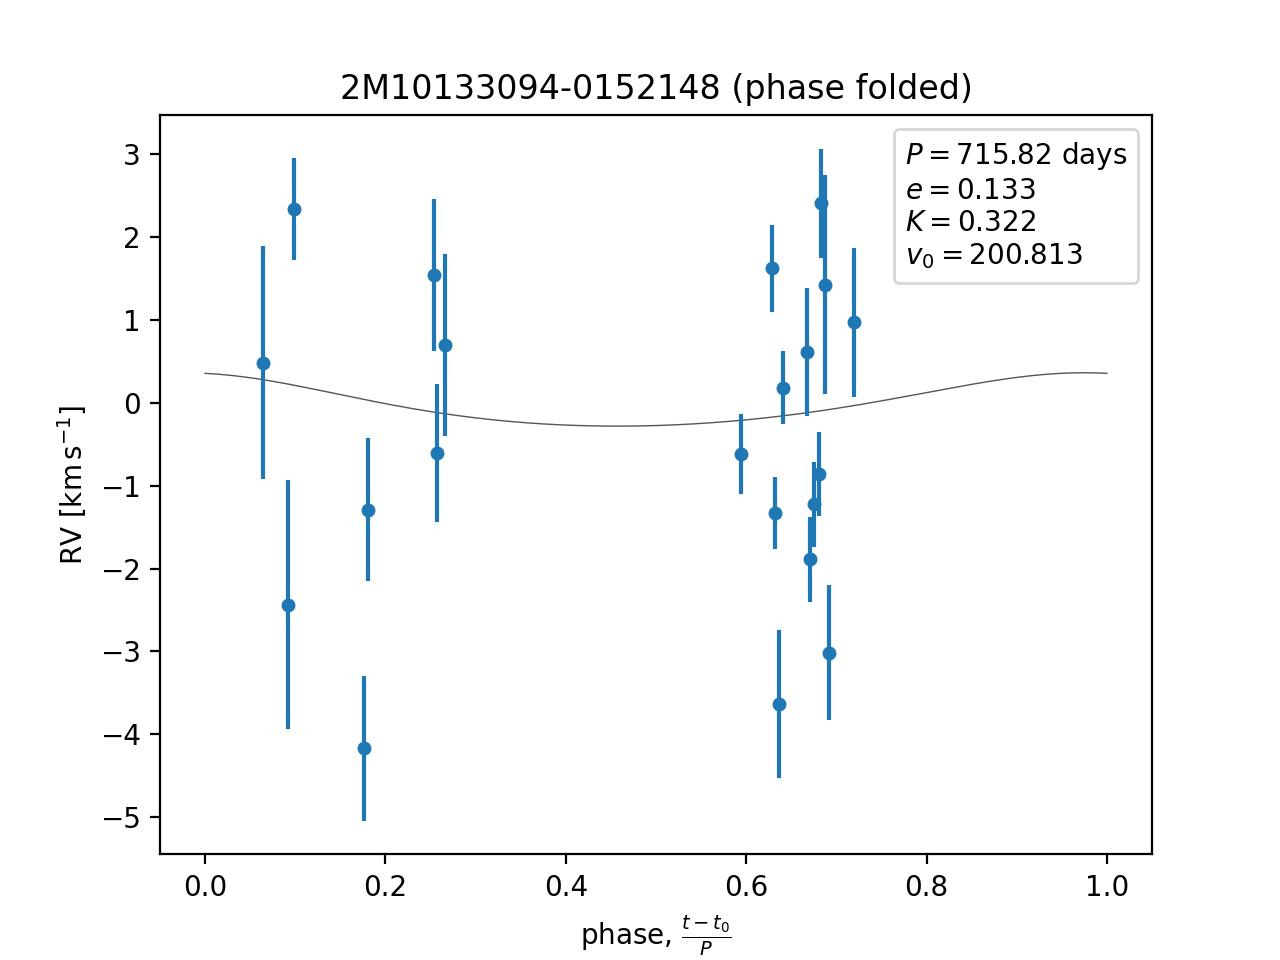 2M10133094-0152148 (phase folded)
P = 715.82 days
e = 0.133
K = 0.322
v₀ = 200.813
RV [km s⁻¹]
3
2
1
0
−1
−2
−3
−4
−5
0.0 0.2 0.4 0.6 0.8 1.0
phase, (t − t₀)/P